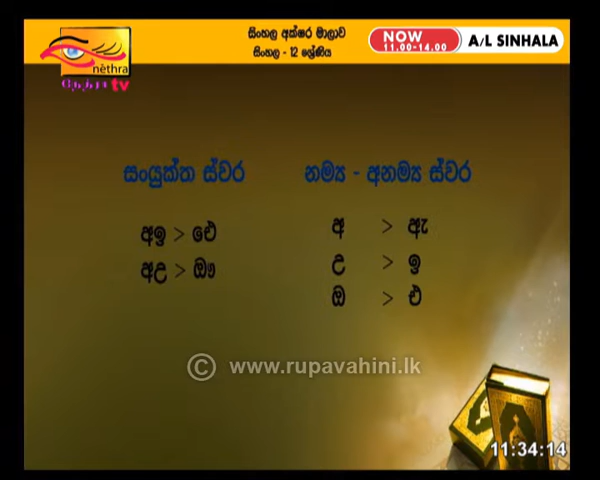 සිංහල අක්ෂර මාලාව
සිංහල - 12 ශ්‍රේණිය
NOW
11.00-14.00
A/L SINHALA
nēthra
நேத்ரா tv
සංයුක්ත ස්වර
අඉ > ඓ
අඋ > ඖ
නම්‍ය - අනම්‍ය ස්වර
අ > ඇ
උ > ඉ
ඔ > එ
© www.rupavahini.lk
11:34:14